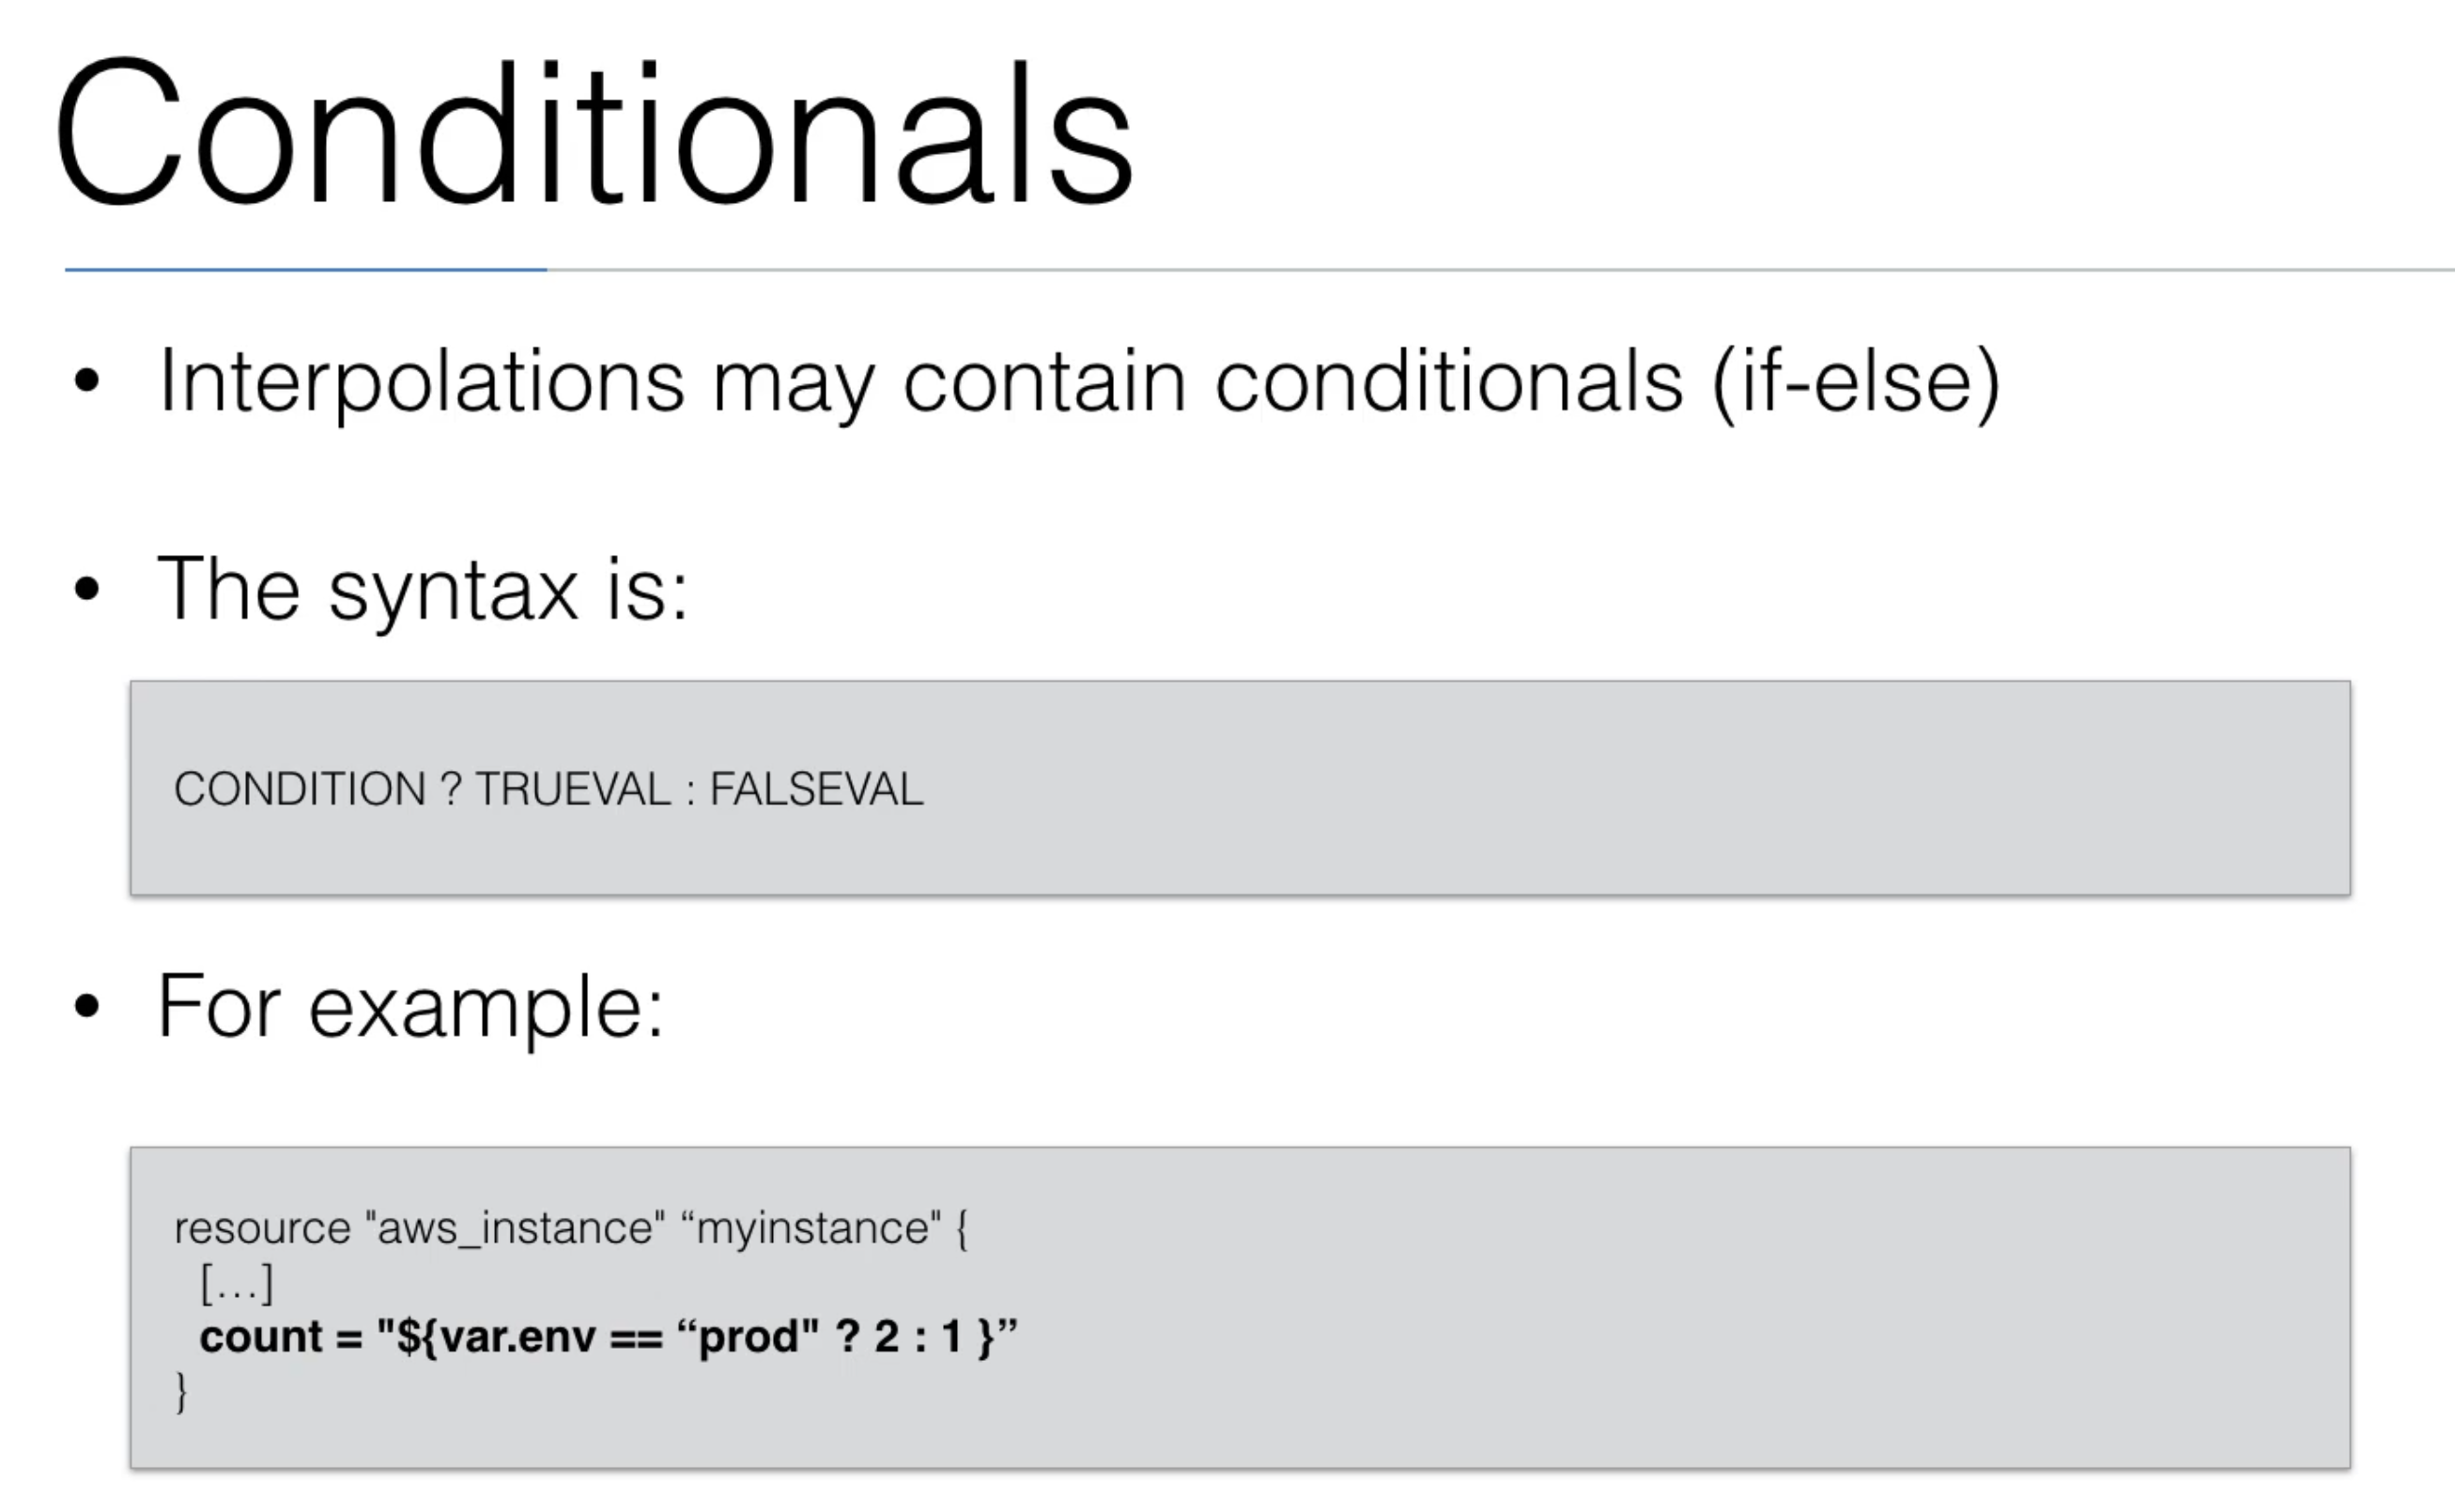 Conditionals
• Interpolations may contain conditionals (if-else)
• The syntax is:
CONDITION ? TRUEVAL : FALSEVAL
• For example:
resource "aws_instance" “myinstance" {
[…]
count = "${var.env == “prod" ? 2 : 1 }”
}